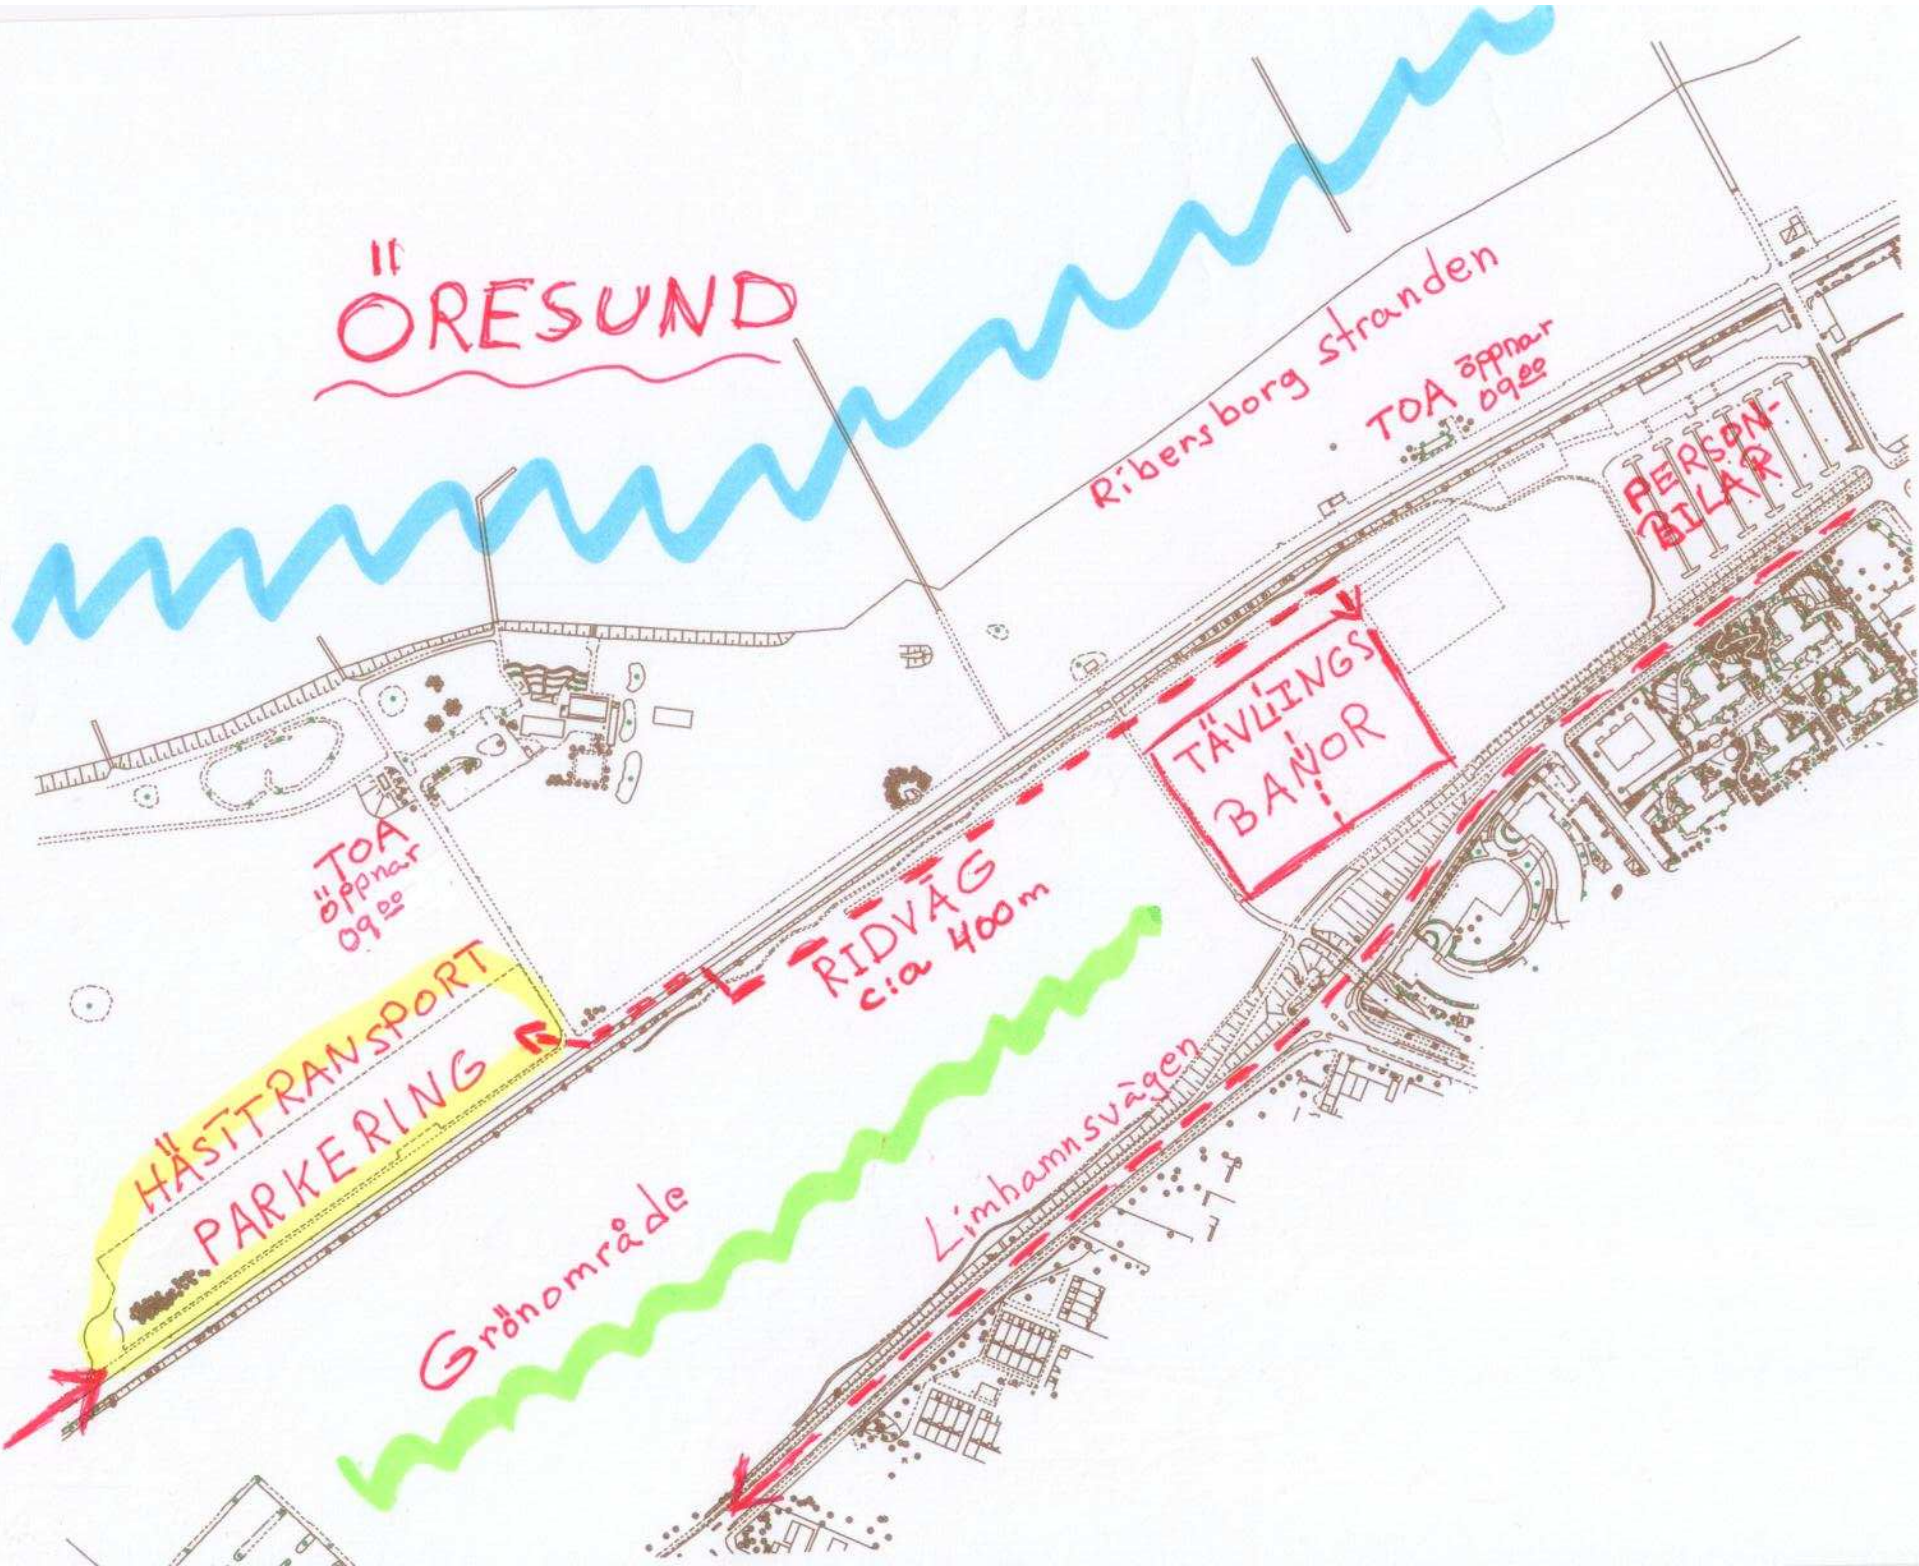 ÖRESUND
Ribersborg stranden
TOA öppnar
09 00
PERSON-
BILAR
TÄVLINGS
BANOR
TOA
öppnar
09 00
RIDVÄG
cia 400m
HÄSTTRANSPORT
PARKERING
Limhamnsvägen
Grönområde